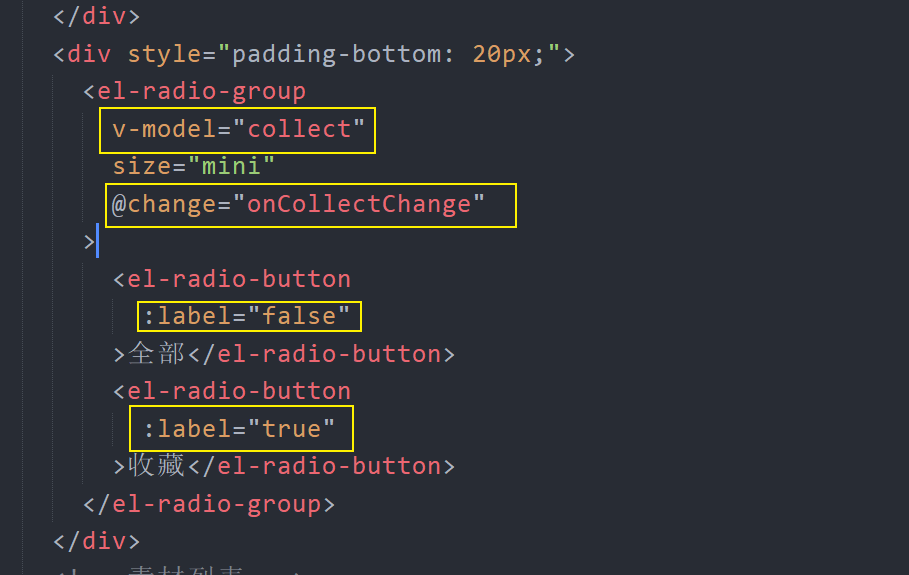 </div>
<div style="padding-bottom: 20px;">
<el-radio-group
v-model="collect"
size="mini"
@change="onCollectChange"
>
<el-radio-button
:label="false"
>全部</el-radio-button>
<el-radio-button
:label="true"
>收藏</el-radio-button>
</el-radio-group>
</div>